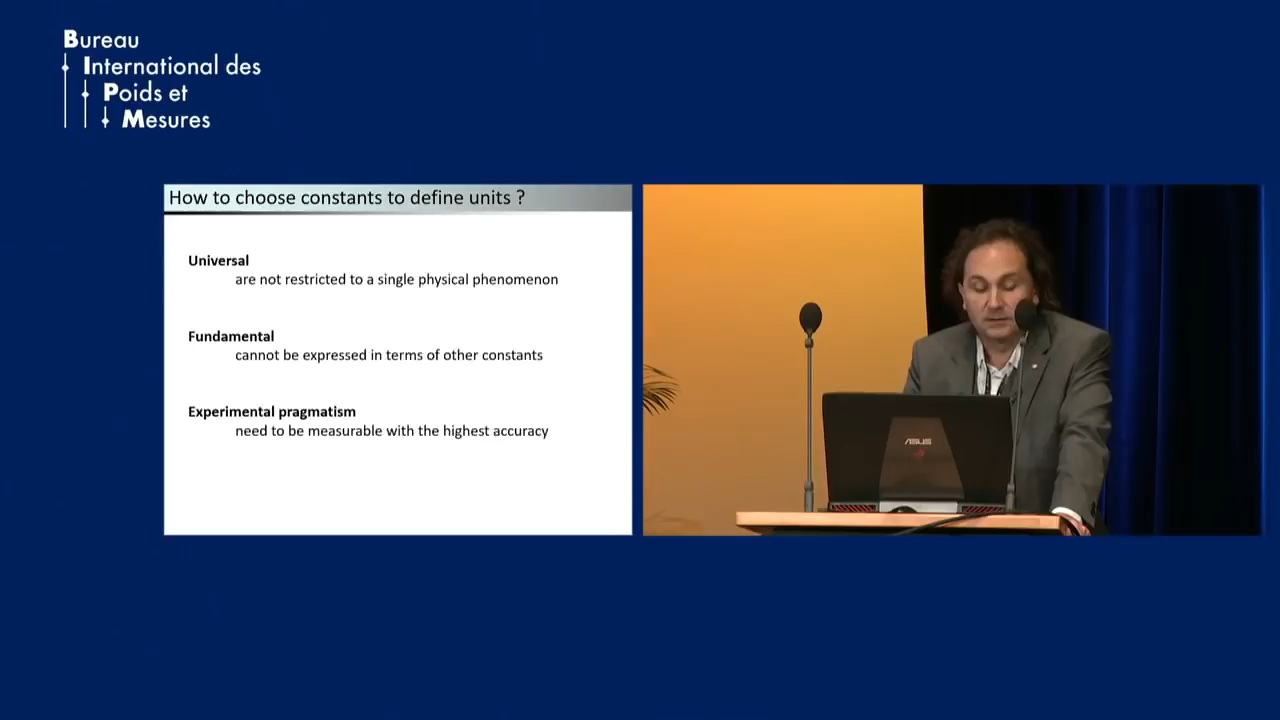 Bureau
International des
Poids et
Mesures
How to choose constants to define units ?
Universal
are not restricted to a single physical phenomenon
Fundamental
cannot be expressed in terms of other constants
Experimental pragmatism
need to be measurable with the highest accuracy
ASUS